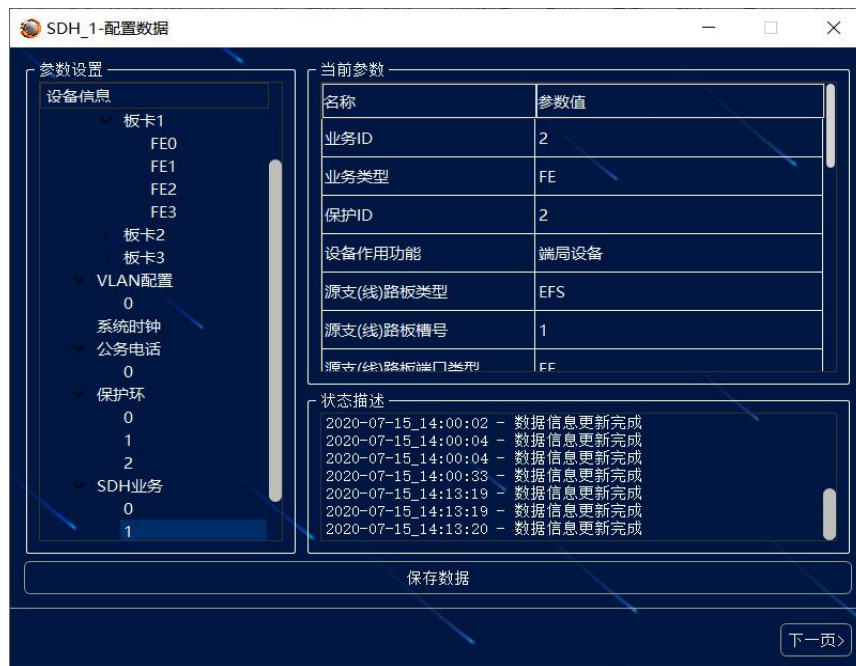 SDH_1-配置数据
参数设置
设备信息
板卡1
FE0
FE1
FE2
FE3
板卡2
板卡3
VLAN配置
0
系统时钟
公务电话
0
保护环
0
1
2
SDH业务
0
1
当前参数
名称 参数值
业务ID 2
业务类型 FE
保护ID 2
设备作用功能 端局设备
源支(线)路板类型 EFS
源支(线)路板槽号 1
源支(线)路板端口类型 FE
状态描述
2020-07-15_14:00:02 - 数据信息更新完成
2020-07-15_14:00:04 - 数据信息更新完成
2020-07-15_14:00:04 - 数据信息更新完成
2020-07-15_14:00:33 - 数据信息更新完成
2020-07-15_14:13:19 - 数据信息更新完成
2020-07-15_14:13:19 - 数据信息更新完成
2020-07-15_14:13:20 - 数据信息更新完成
保存数据
下一页>